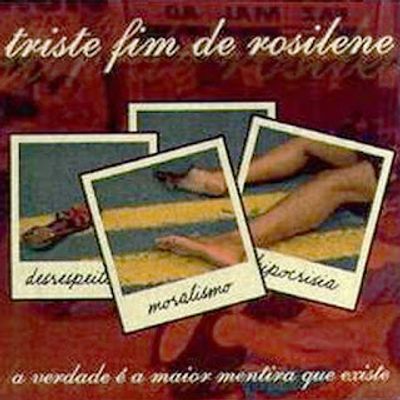 triste fim de rosilene
desrespeito
moralismo
hipocrisia
a verdade é a maior mentira que existe